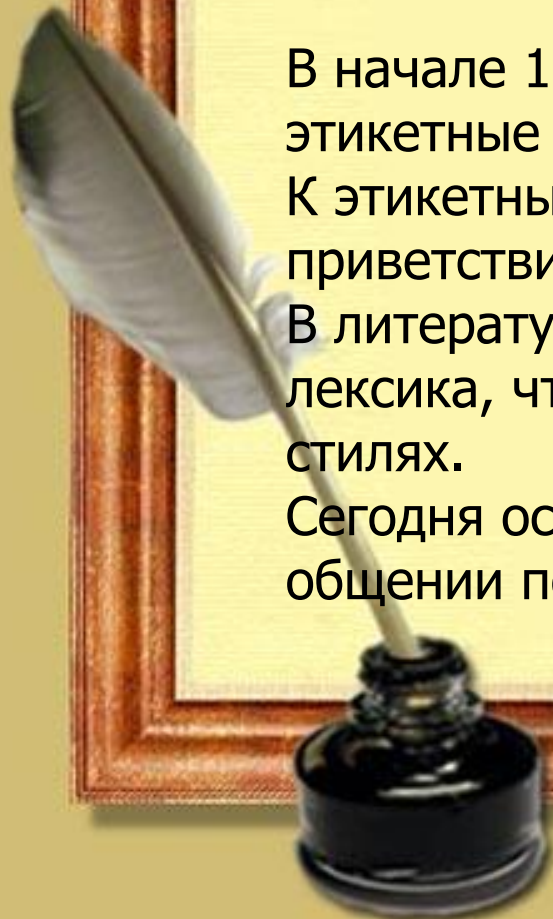 В начале 1
этикетные
К этикетны
приветстви
В литерату
лексика, чт
стилях.
Сегодня ос
общении п